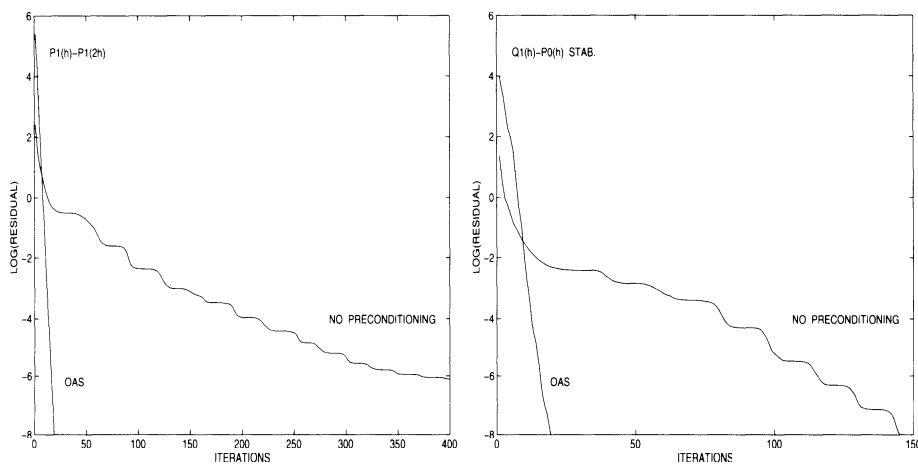 6
4
2
0
-2
-4
-6
-8
LOG(RESIDUAL)
P1(h)-P1(2h)
NO PRECONDITIONING
OAS
0 50 100 150 200 250 300 350 400
ITERATIONS
6
4
2
0
-2
-4
-6
-8
LOG(RESIDUAL)
Q1(h)-P0(h) STAB.
NO PRECONDITIONING
OAS
0 50 100 150
ITERATIONS